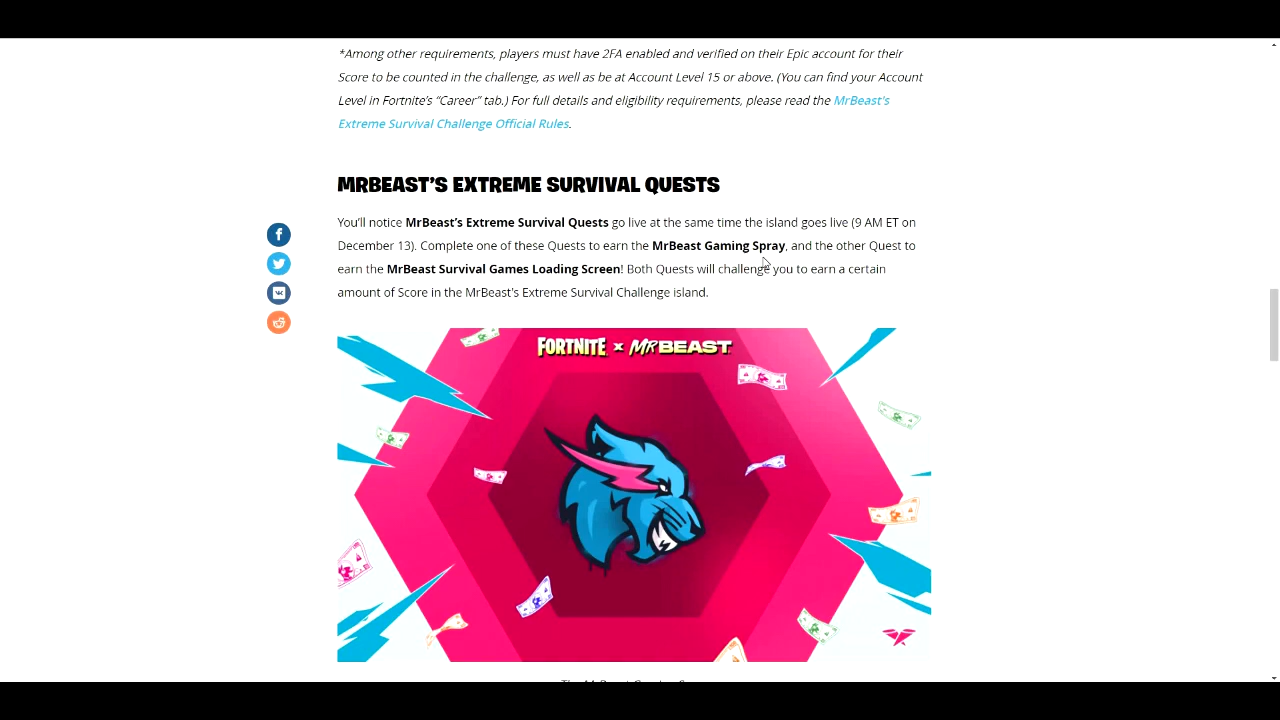 *Among other requirements, players must have 2FA enabled and verified on their Epic account for their
Score to be counted in the challenge, as well as be at Account Level 15 or above. (You can find your Account
Level in Fortnite's “Career” tab.) For full details and eligibility requirements, please read the MrBeast's
Extreme Survival Challenge Official Rules.
MRBEAST'S EXTREME SURVIVAL QUESTS
You'll notice MrBeast's Extreme Survival Quests go live at the same time the island goes live (9 AM ET on
December 13). Complete one of these Quests to earn the MrBeast Gaming Spray, and the other Quest to
earn the MrBeast Survival Games Loading Screen! Both Quests will challenge you to earn a certain
amount of Score in the MrBeast's Extreme Survival Challenge island.
FORTNITE x MRBEAST